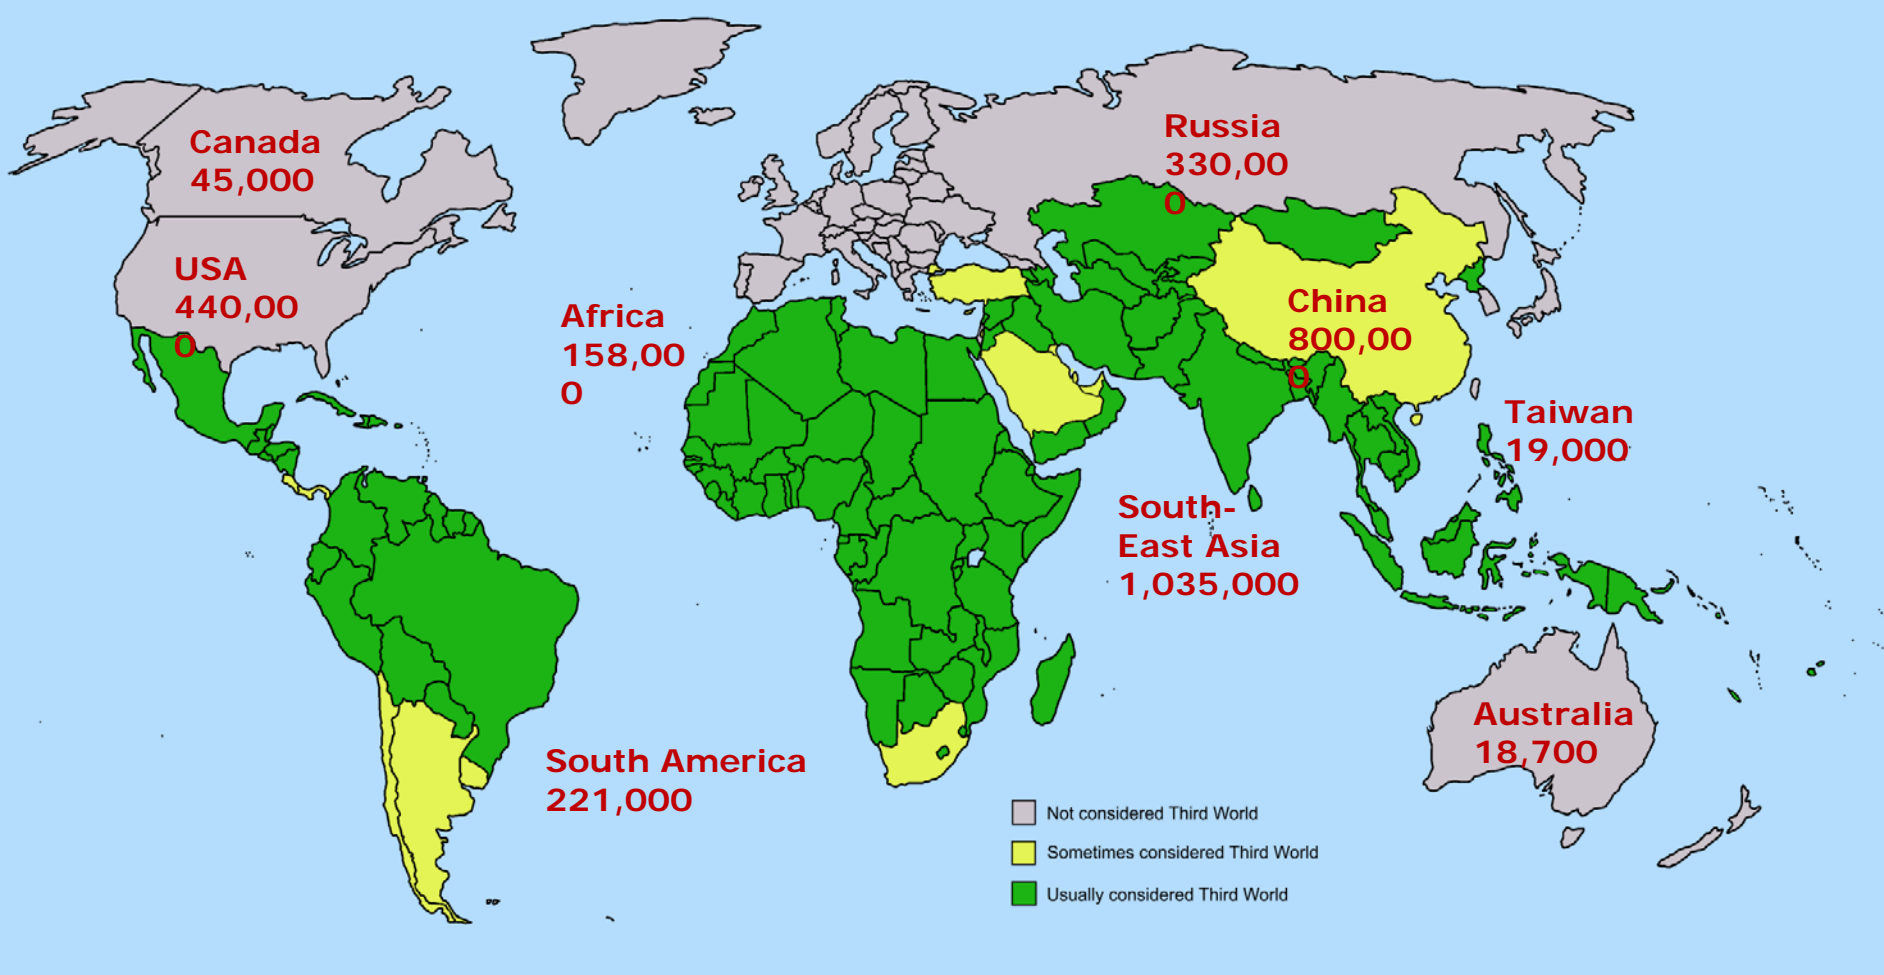 Canada
45,000
Russia
330,00
0
USA
440,00
0
Africa
158,00
0
China
800,00
0
Taiwan
19,000
South-
East Asia
1,035,000
Australia
18,700
South America
221,000
Not considered Third World
Sometimes considered Third World
Usually considered Third World